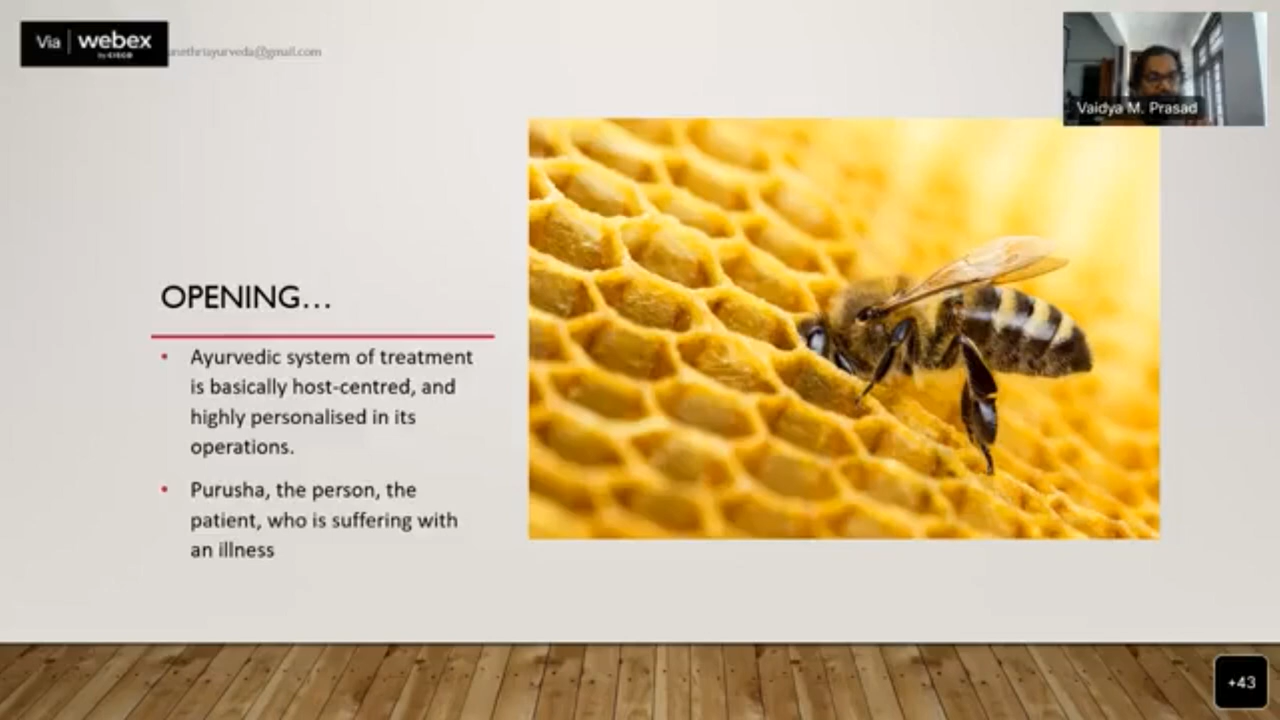 Via webex
by CISCO
nethriayurveda@gmail.com
Vaidya M. Prasad
OPENING…
• Ayurvedic system of treatment
is basically host-centred, and
highly personalised in its
operations.
• Purusha, the person, the
patient, who is suffering with
an illness
+43